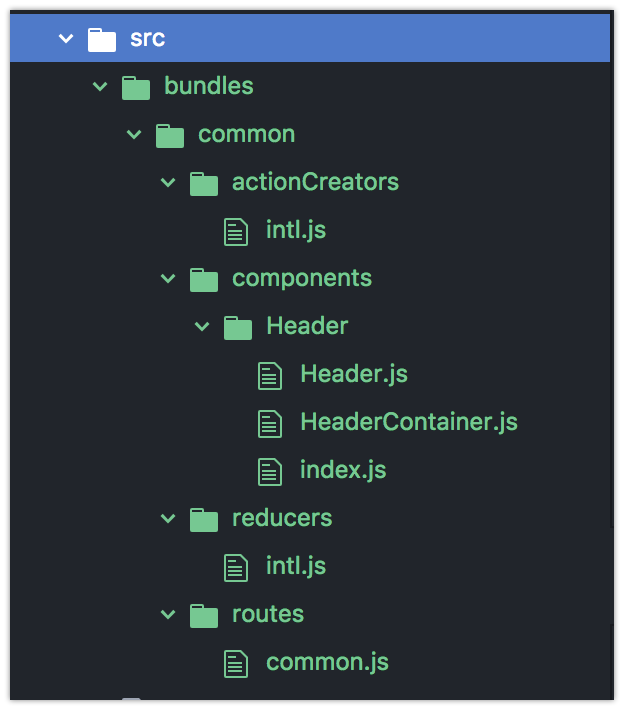 src
bundles
common
actionCreators
intl.js
components
Header
Header.js
HeaderContainer.js
index.js
reducers
intl.js
routes
common.js